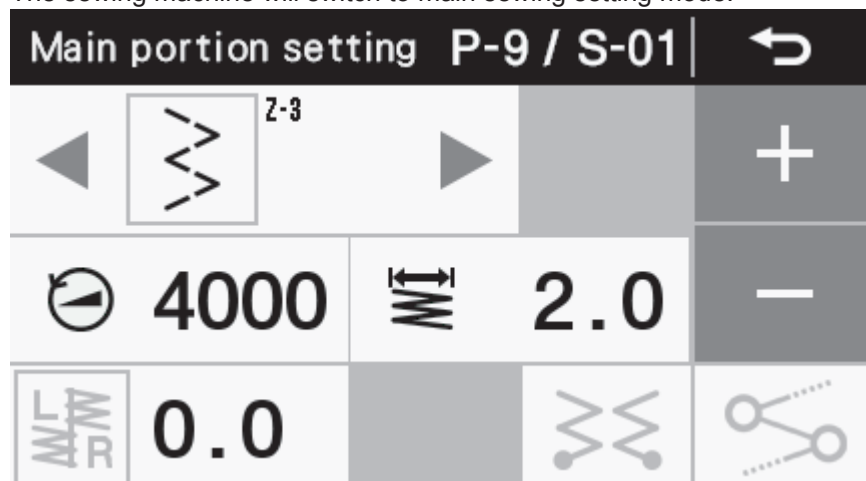 The sewing machine will switch to main sewing setting mode.
Main portion setting P-9 / S-01
Z-3
4000 2.0
L
R
0.0